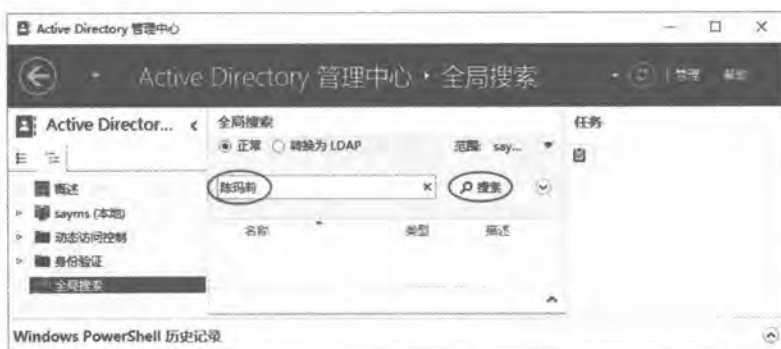 Active Directory 管理中心
Active Directory 管理中心 · 全局搜索
管理 帮助
Active Director...
概述
sayms (本地)
动态访问控制
身份验证
全局搜索
全局搜索
正常 转换为 LDAP 范围: say...
陈玛莉 × 搜索
名称 类型 描述
任务
Windows PowerShell 历史记录